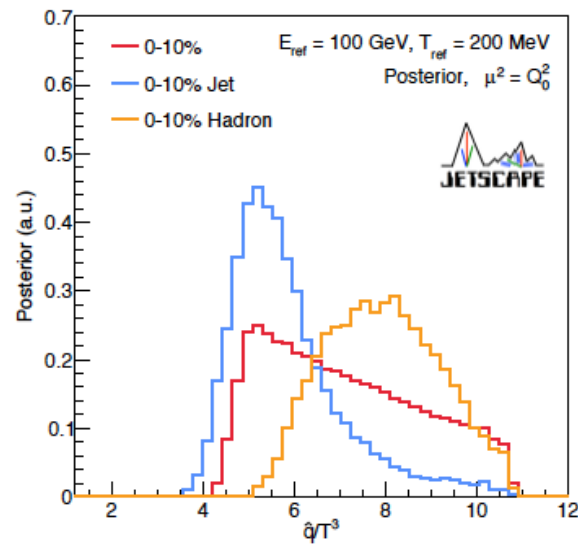 0.7
0.6
0.5
0.4
0.3
0.2
0.1
0
Posterior (a.u.)
0-10%
0-10% Jet
0-10% Hadron
E_ref = 100 GeV, T_ref = 200 MeV
Posterior, μ² = Q₀²
JETSCAPE
2 4 6 8 10 12
q̂/T³